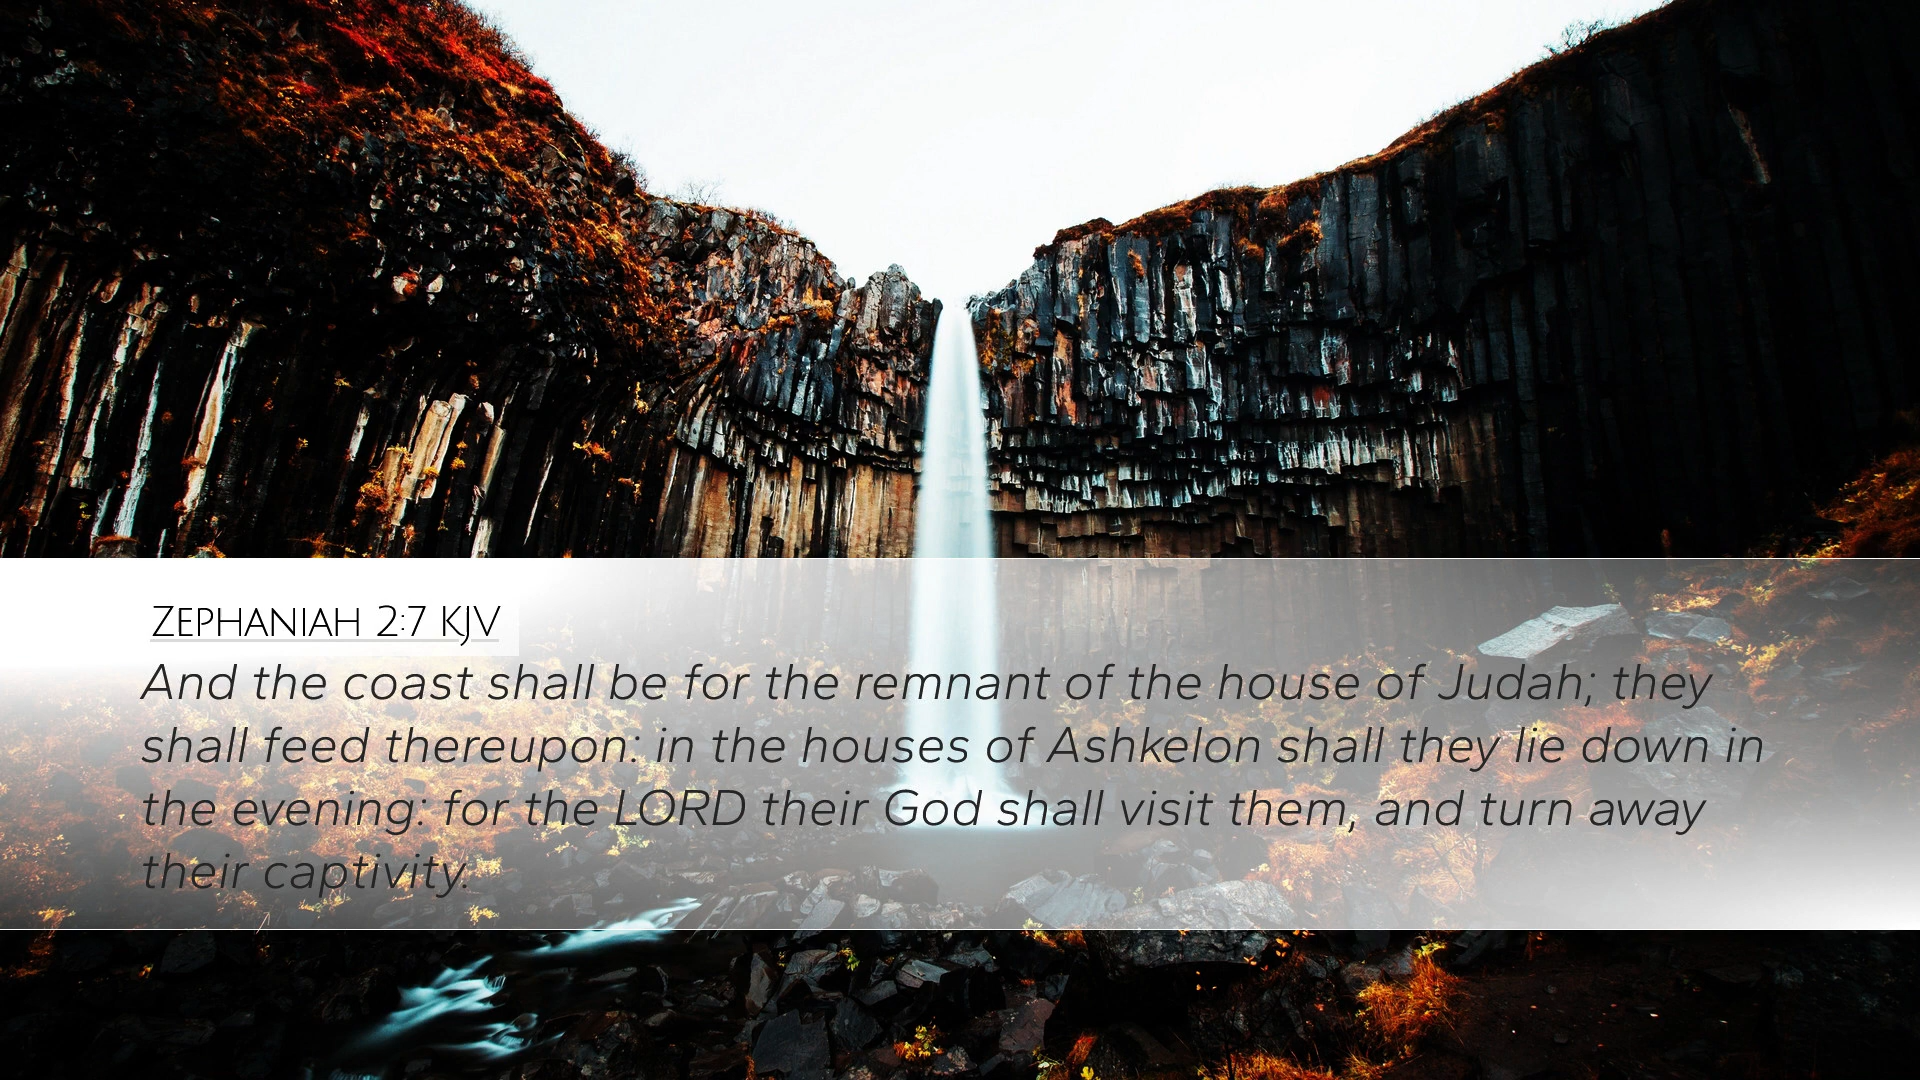 Zephaniah 2:7 KJV
And the coast shall be for the remnant of the house of Judah; they
shall feed thereupon: in the houses of Ashkelon shall they lie down in
the evening: for the LORD their God shall visit them, and turn away
their captivity.